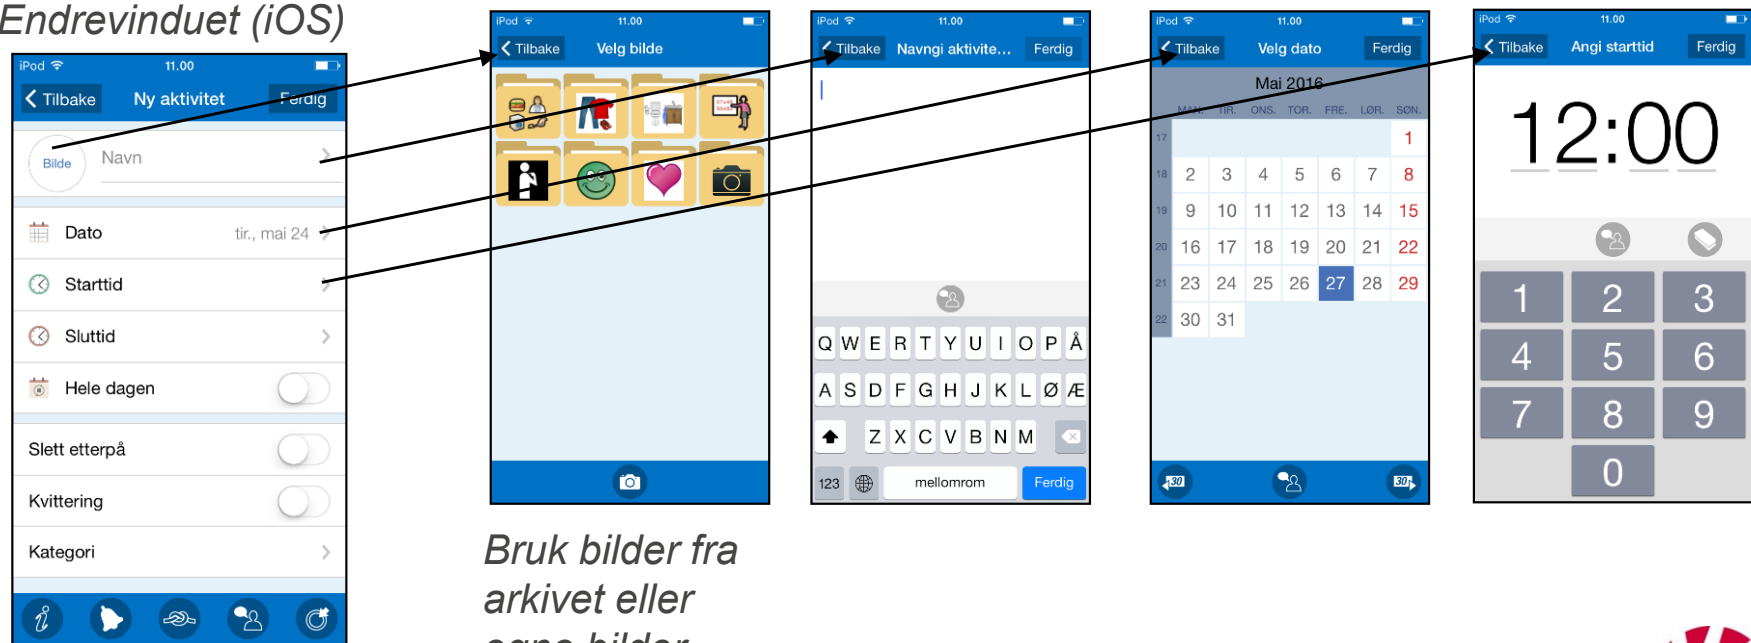 Endrevinduet (iOS)
iPod 11.00
Tilbake Ny aktivitet Ferdig
Bilde Navn
Dato tir., mai 24
Starttid
Sluttid
Hele dagen
Slett etterpå
Kvittering
Kategori
iPod 11.00
Tilbake Velg bilde
Bruk bilder fra
arkivet eller
egne bilder
iPod 11.00
Tilbake Navngi aktivite... Ferdig
Q W E R T Y U I O P Å
A S D F G H J K L Ø Æ
Z X C V B N M
123 mellomrom Ferdig
iPod 11.00
Tilbake Velg dato Ferdig
Mai 2016
MAN. TIR. ONS. TOR. FRE. LØR. SØN.
17 1
18 2 3 4 5 6 7 8
19 9 10 11 12 13 14 15
20 16 17 18 19 20 21 22
21 23 24 25 26 27 28 29
22 30 31
30 30
iPod 11.00
Tilbake Angi starttid Ferdig
12:00
1 2 3
4 5 6
7 8 9
0